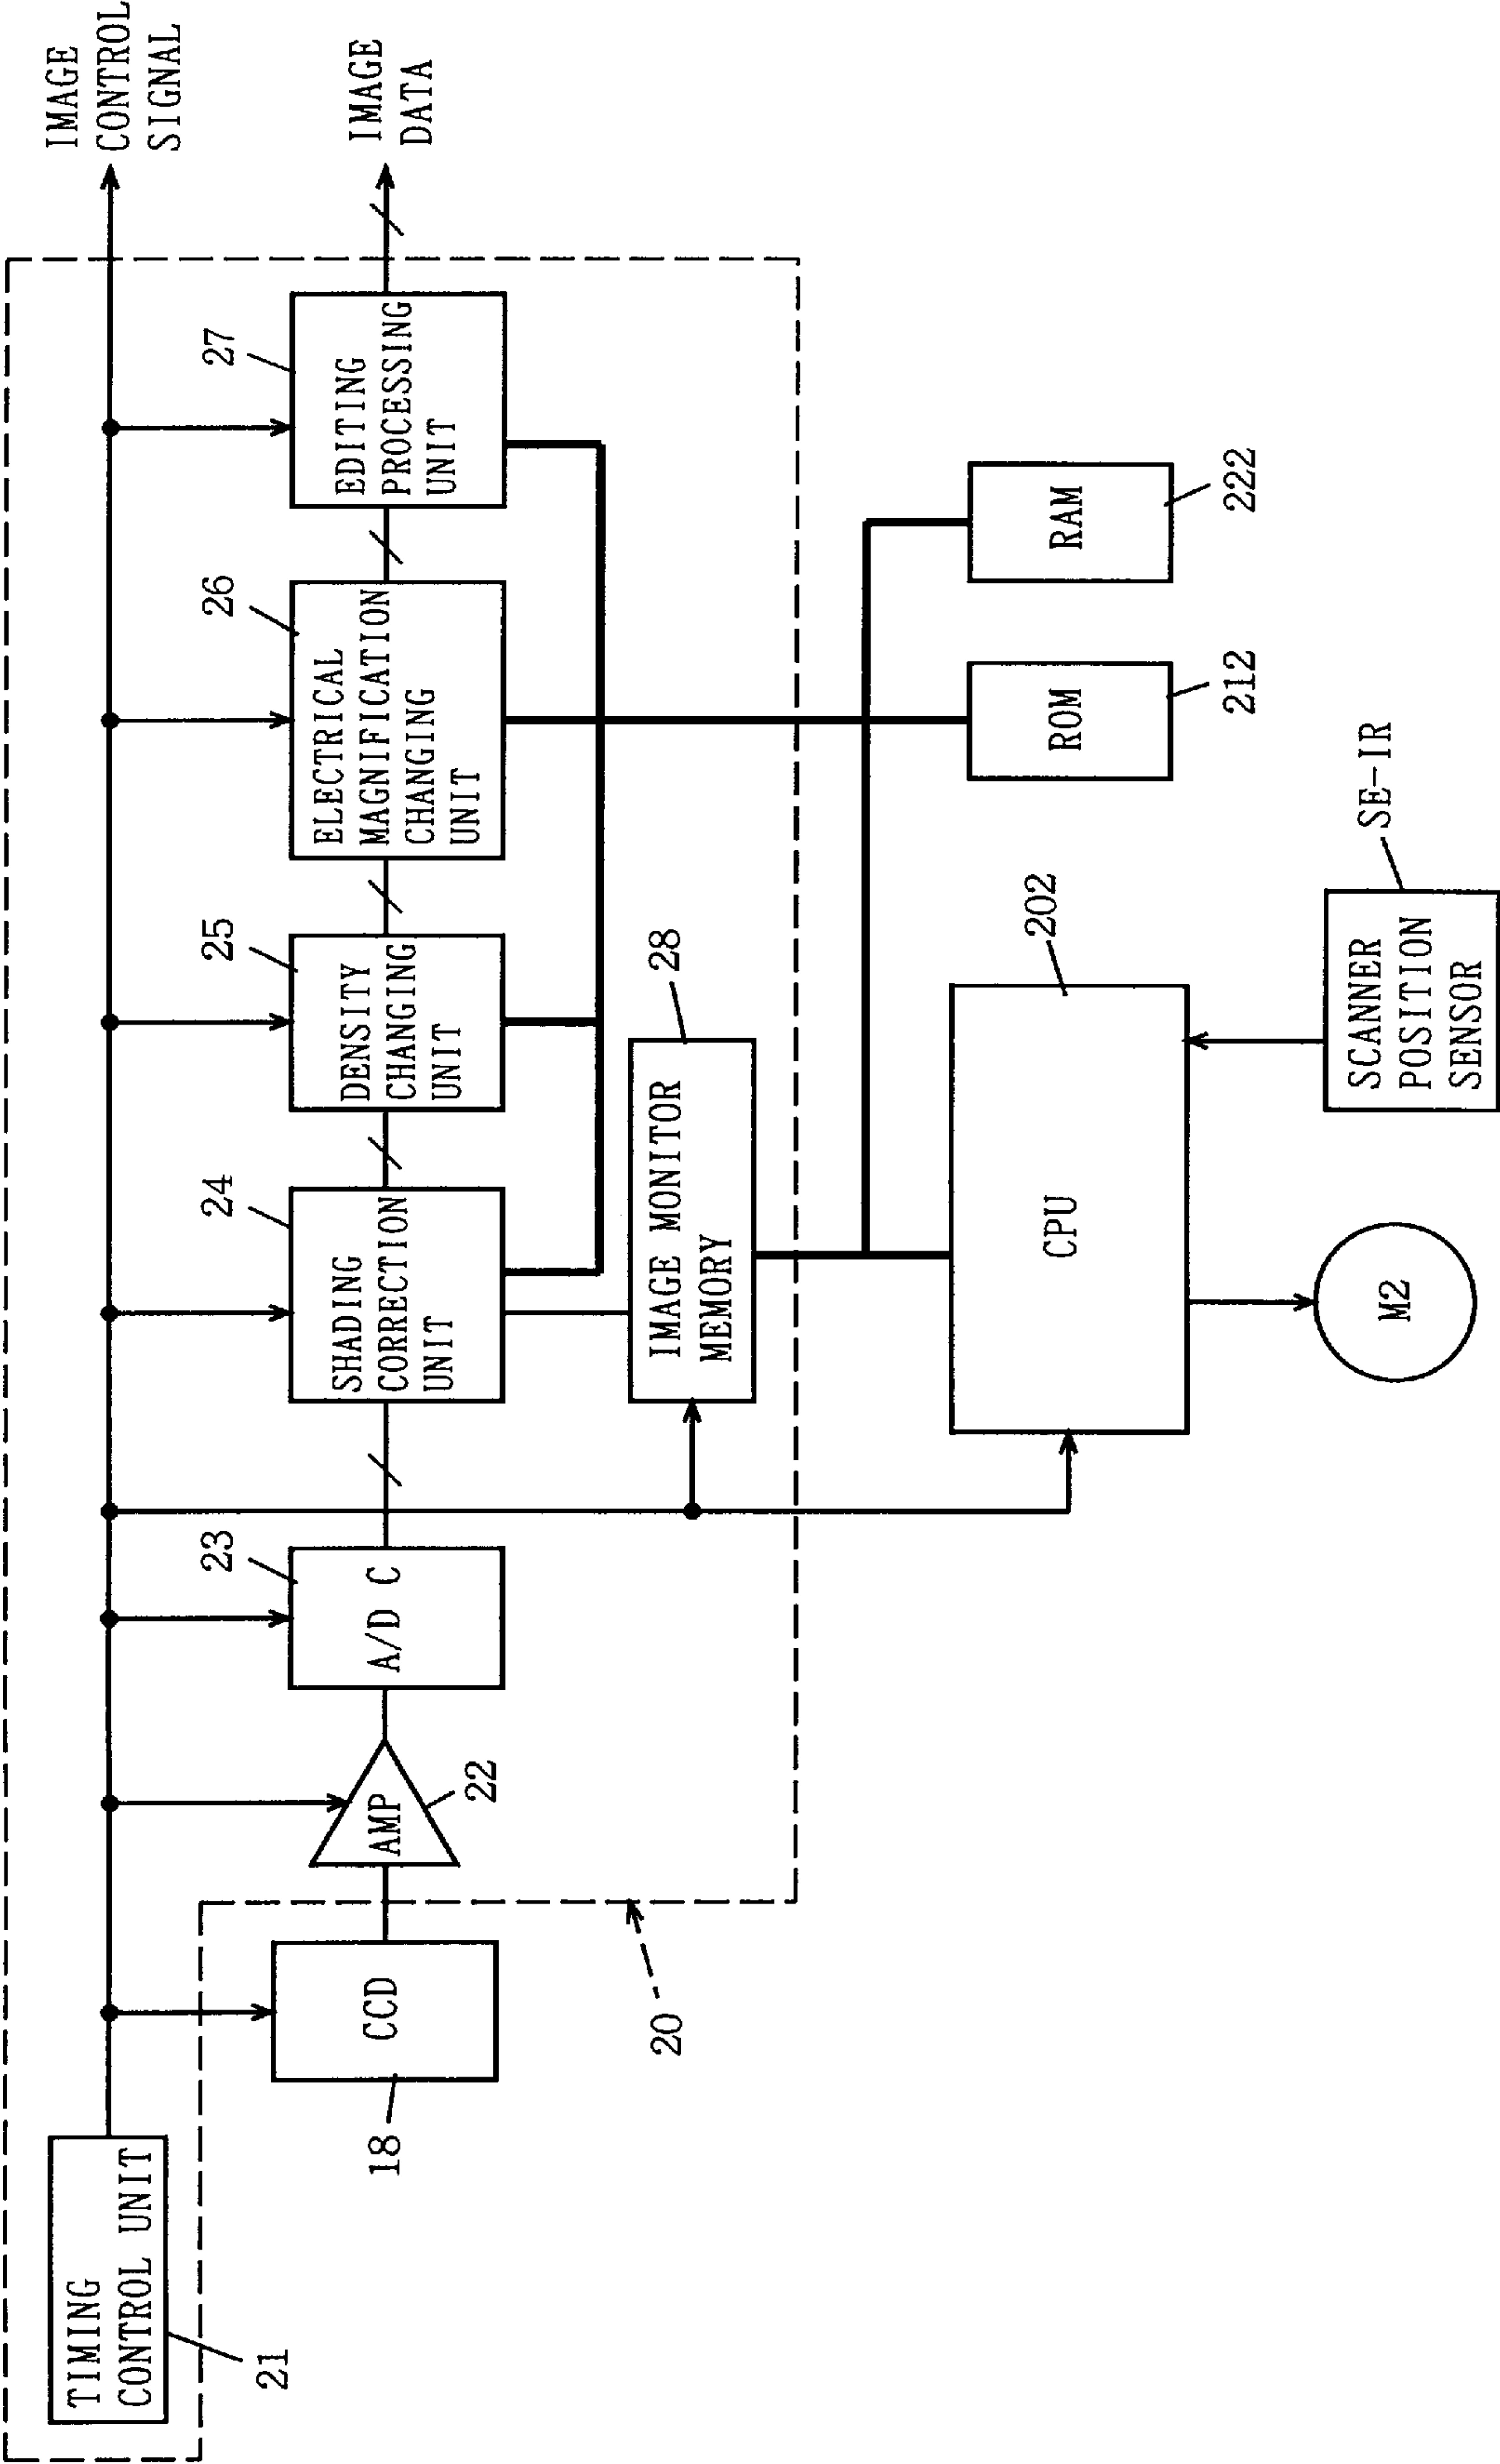 IMAGE
CONTROL
SIGNAL
IMAGE
DATA
TIMING
CONTROL UNIT
21
18
CCD
AMP
22
23
A/D C
24
SHADING
CORRECTION
UNIT
25
DENSITY
CHANGING
UNIT
26
ELECTRICAL
MAGNIFICATION
CHANGING
UNIT
27
EDITING
PROCESSING
UNIT
20
28
IMAGE MONITOR
MEMORY
202
CPU
ROM
212
RAM
222
M2
SE-IR
SCANNER
POSITION
SENSOR